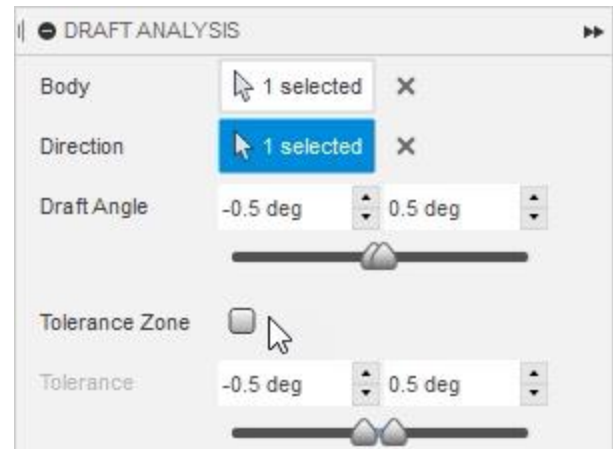 DRAFT ANALYSIS
Body 1 selected
Direction 1 selected
Draft Angle -0.5 deg 0.5 deg
Tolerance Zone
Tolerance -0.5 deg 0.5 deg